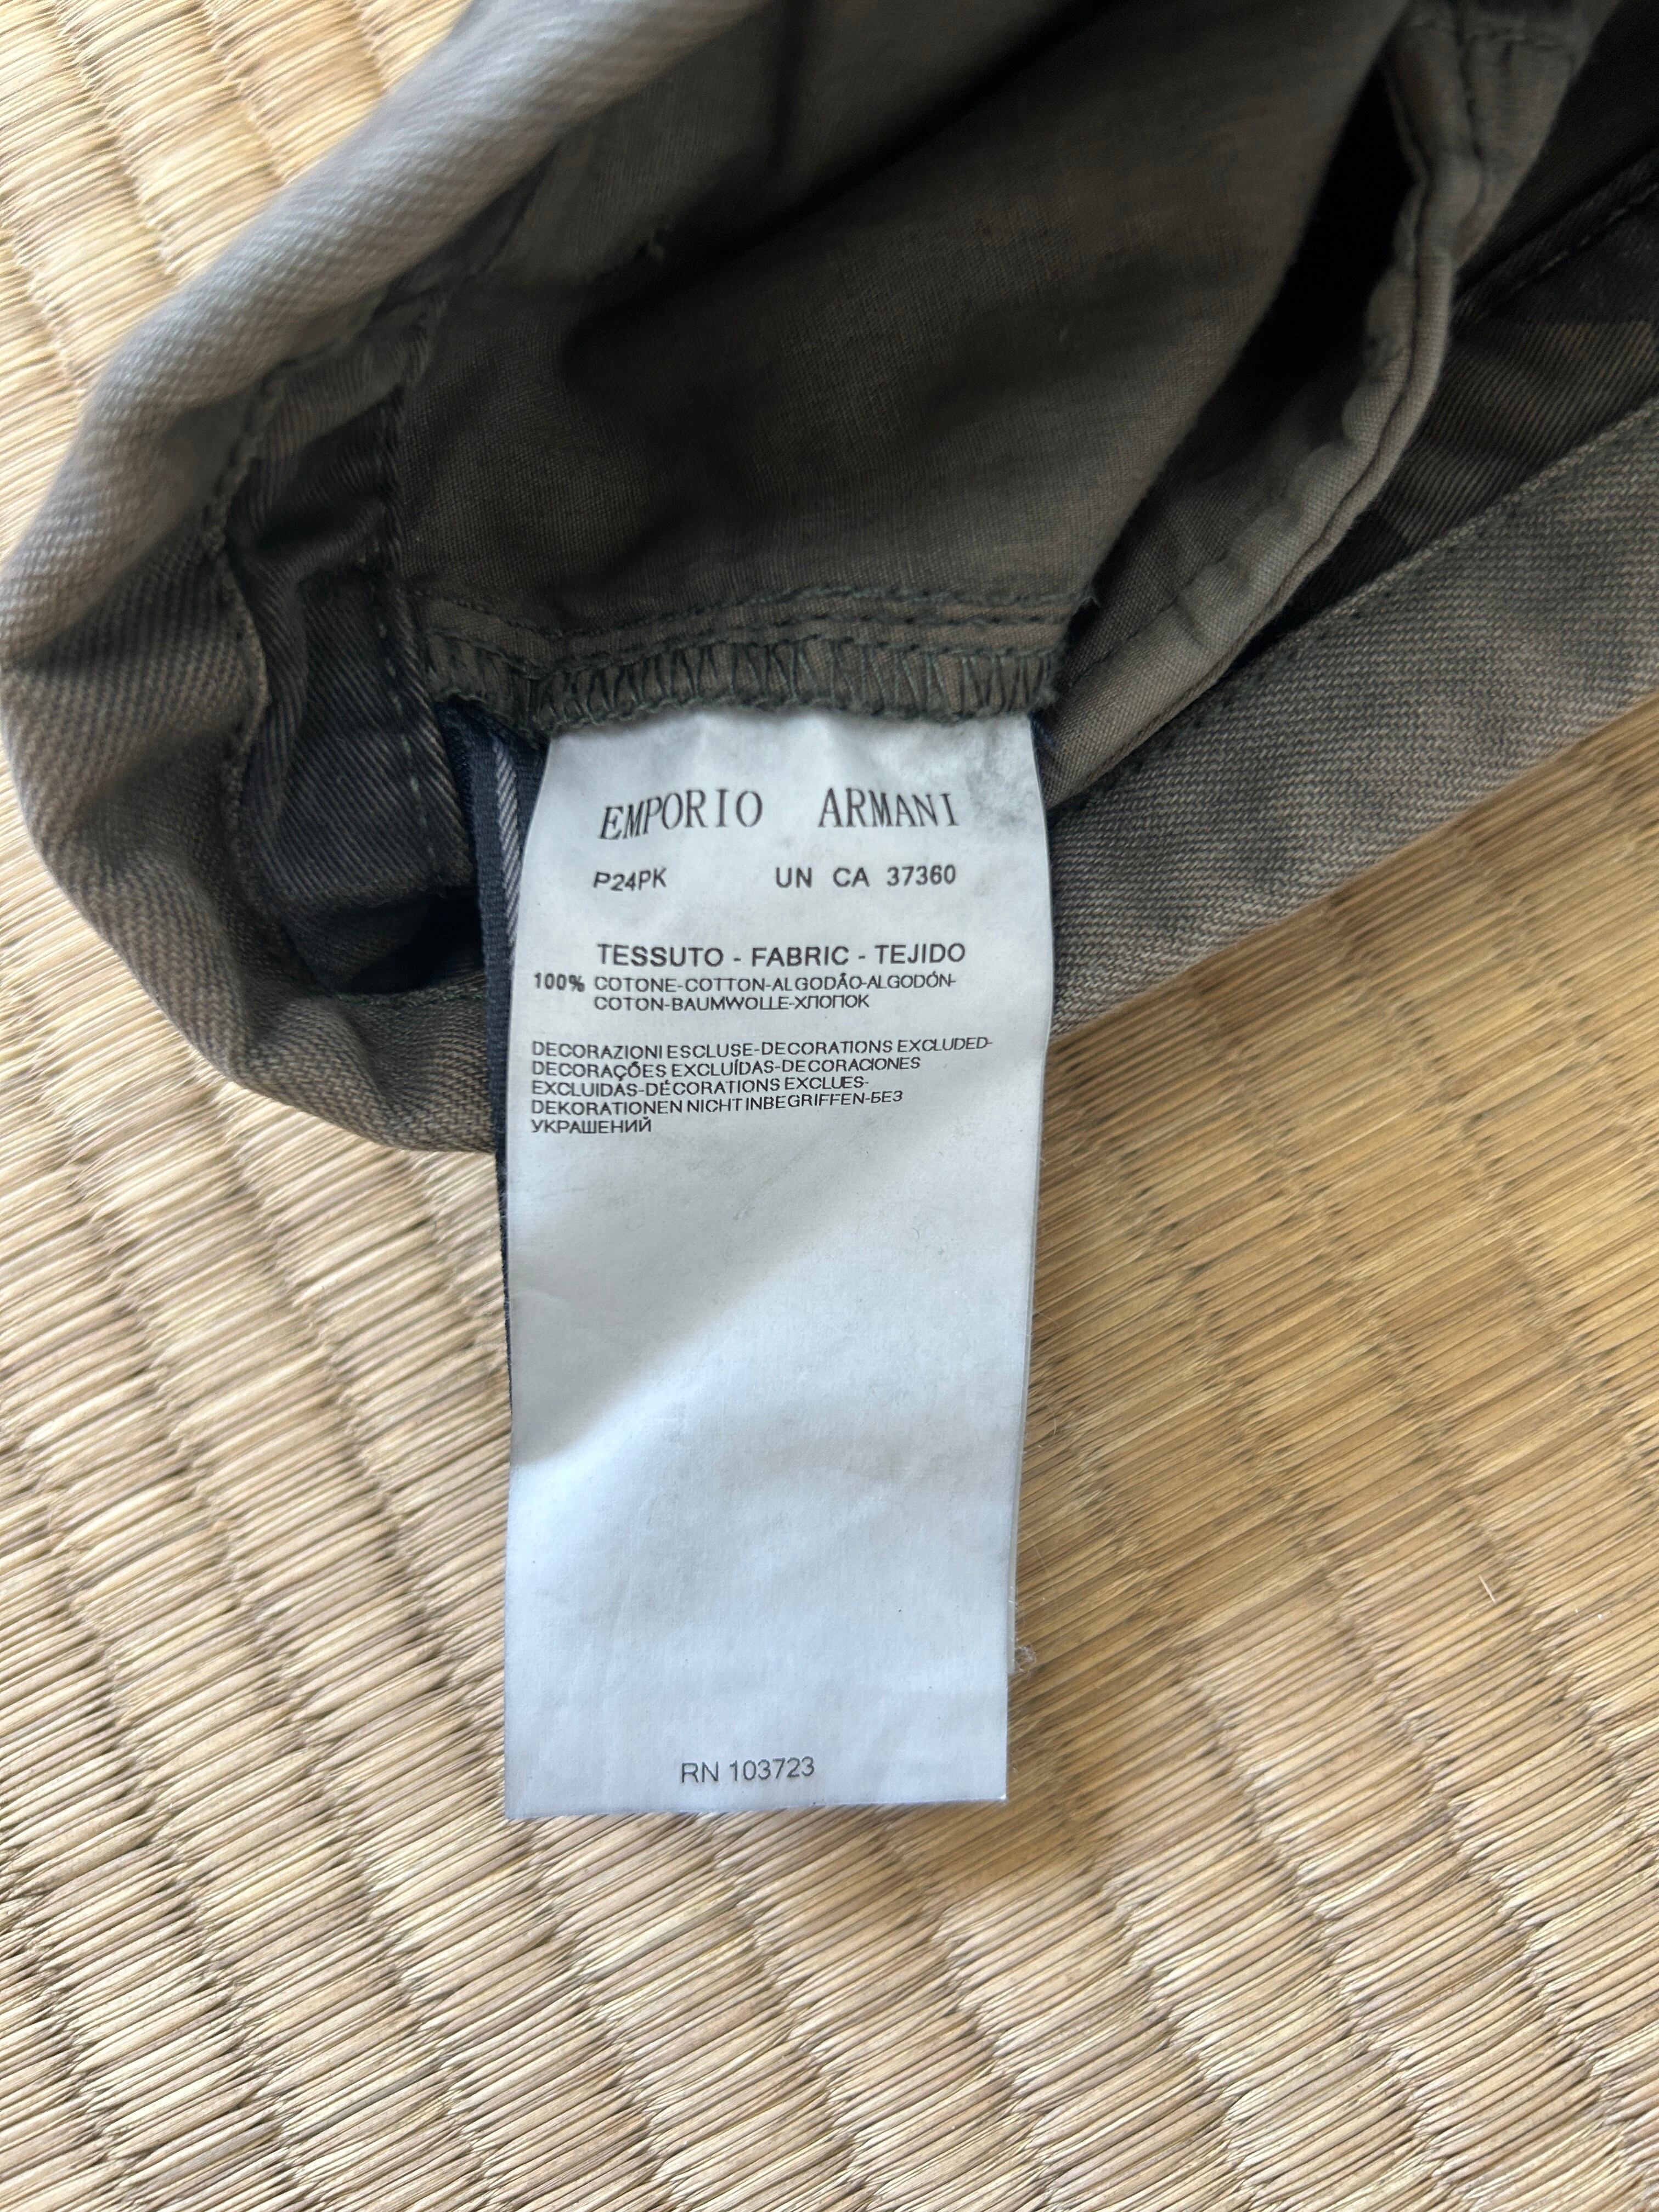 EMPORIO ARMANI
P24PK UN CA 37360
TESSUTO - FABRIC - TEJIDO
100% COTONE-COTTON-ALGODÃO-ALGODÓN-
COTON-BAUMWOLLE-ХЛОПОК
DECORAZIONI ESCLUSE-DECORATIONS EXCLUDED-
DECORAÇÕES EXCLUÍDAS-DECORACIONES
EXCLUIDAS-DÉCORATIONS EXCLUES-
DEKORATIONEN NICHT INBEGRIFFEN-БЕЗ
УКРАШЕНИЙ
RN 103723